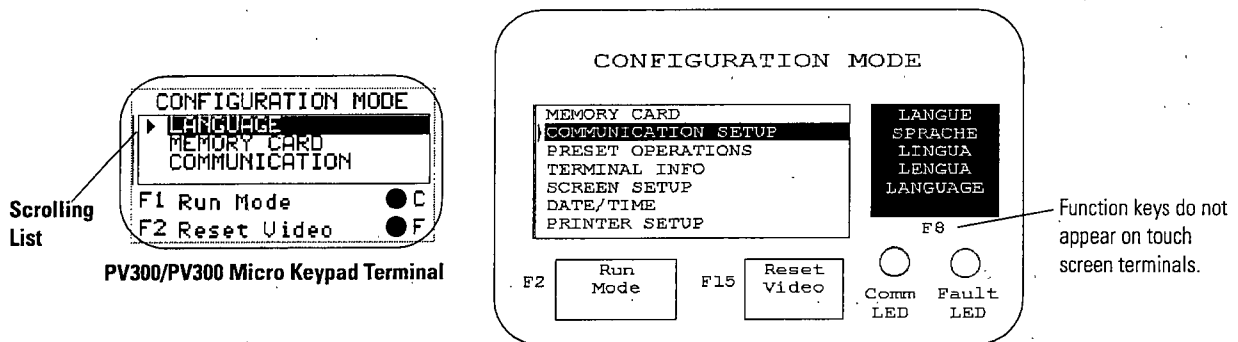 CONFIGURATION MODE
▶ LANGUAGE
MEMORY CARD
COMMUNICATION
F1 Run Mode ● C
F2 Reset Video ● F
Scrolling
List
PV300/PV300 Micro Keypad Terminal
CONFIGURATION MODE
MEMORY CARD
COMMUNICATION SETUP
PRESET OPERATIONS
TERMINAL INFO
SCREEN SETUP
DATE/TIME
PRINTER SETUP
LANGUE
SPRACHE
LINGUA
LENGUA
LANGUAGE
F8
F2
Run
Mode
F15
Reset
Video
Comm
LED
Fault
LED
Function keys do not
appear on touch
screen terminals.